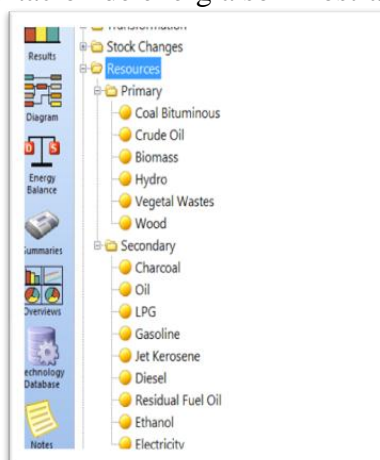 Results
Diagram
D S
Energy
Balance
Overviews
Database
Notes
Transformation
Stock Changes
Resources
Primary
Coal Bituminous
Crude Oil
Biomass
Hydro
Vegetal Wastes
Wood
Secondary
Charcoal
Oil
LPG
Gasoline
Jet Kerosene
Diesel
Residual Fuel Oil
Ethanol
Electricity